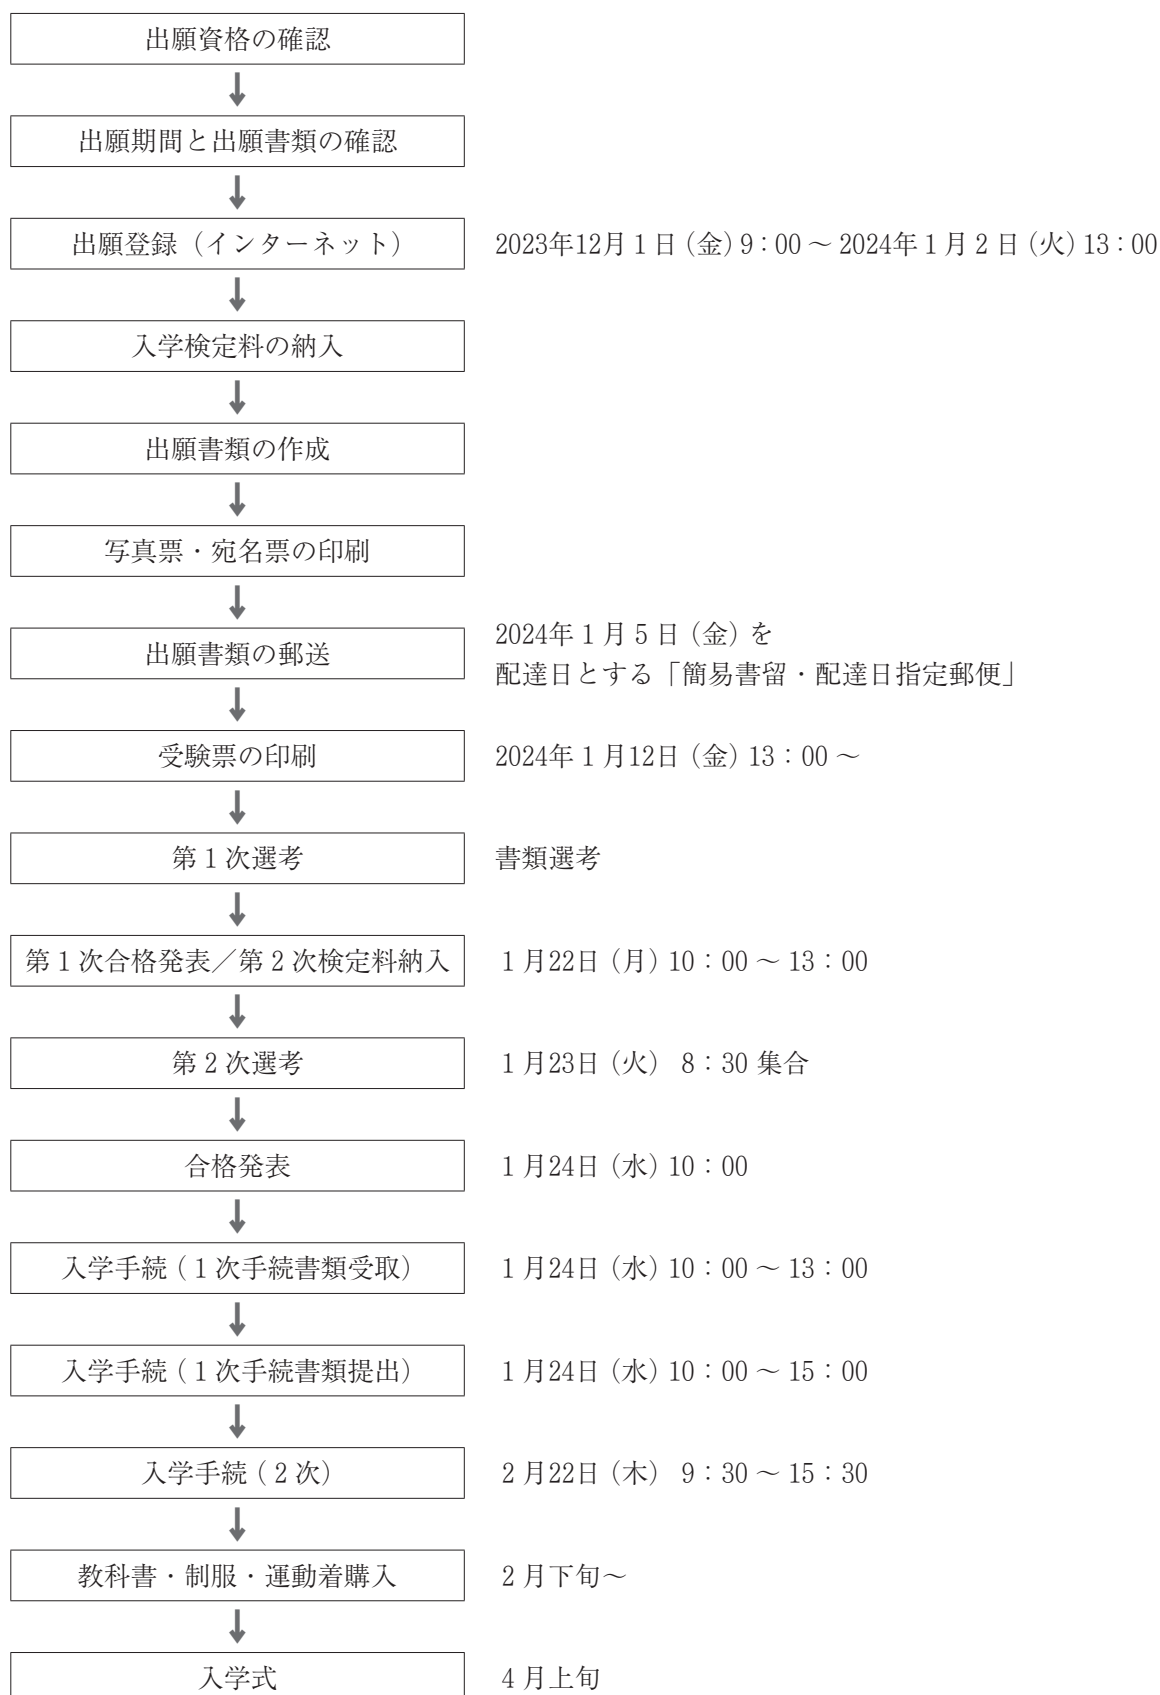 出願資格の確認
出願期間と出願書類の確認
出願登録（インターネット） 2023年12月1日（金）9：00～2024年1月2日（火）13：00
入学検定料の納入
出願書類の作成
写真票・宛名票の印刷
出願書類の郵送 2024年1月5日（金）を
配達日とする「簡易書留・配達日指定郵便」
受験票の印刷 2024年1月12日（金）13：00～
第1次選考 書類選考
第1次合格発表／第2次検定料納入 1月22日（月）10：00～13：00
第2次選考 1月23日（火） 8：30 集合
合格発表 1月24日（水）10：00
入学手続（1次手続書類受取） 1月24日（水）10：00～13：00
入学手続（1次手続書類提出） 1月24日（水）10：00～15：00
入学手続（2次） 2月22日（木） 9：30～15：30
教科書・制服・運動着購入 2月下旬～
入学式 4月上旬